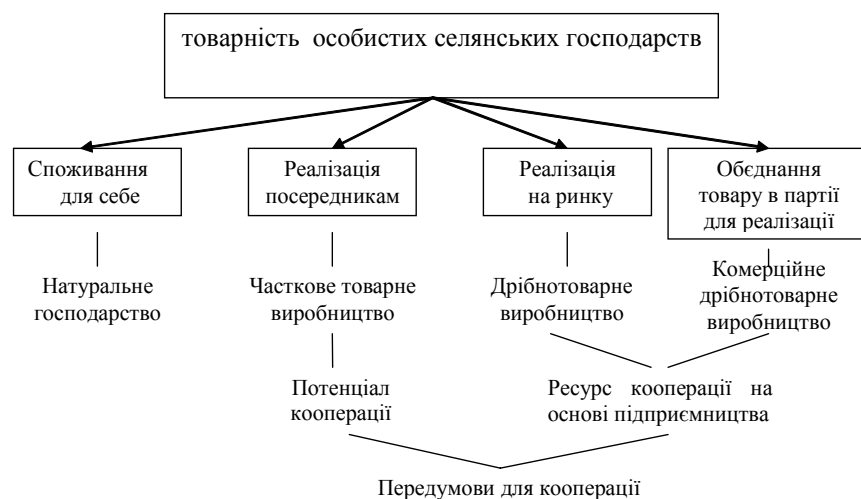 товарність особистих селянських господарств
Споживання
для себе
Реалізація
посередникам
Реалізація
на ринку
Обєднання
товару в партії
для реалізації
Натуральне
господарство
Часткове товарне
виробництво
Дрібнотоварне
виробництво
Комерційне
дрібнотоварне
виробництво
Потенціал
кооперації
Ресурс кооперації на
основі підприємництва
Передумови для кооперації